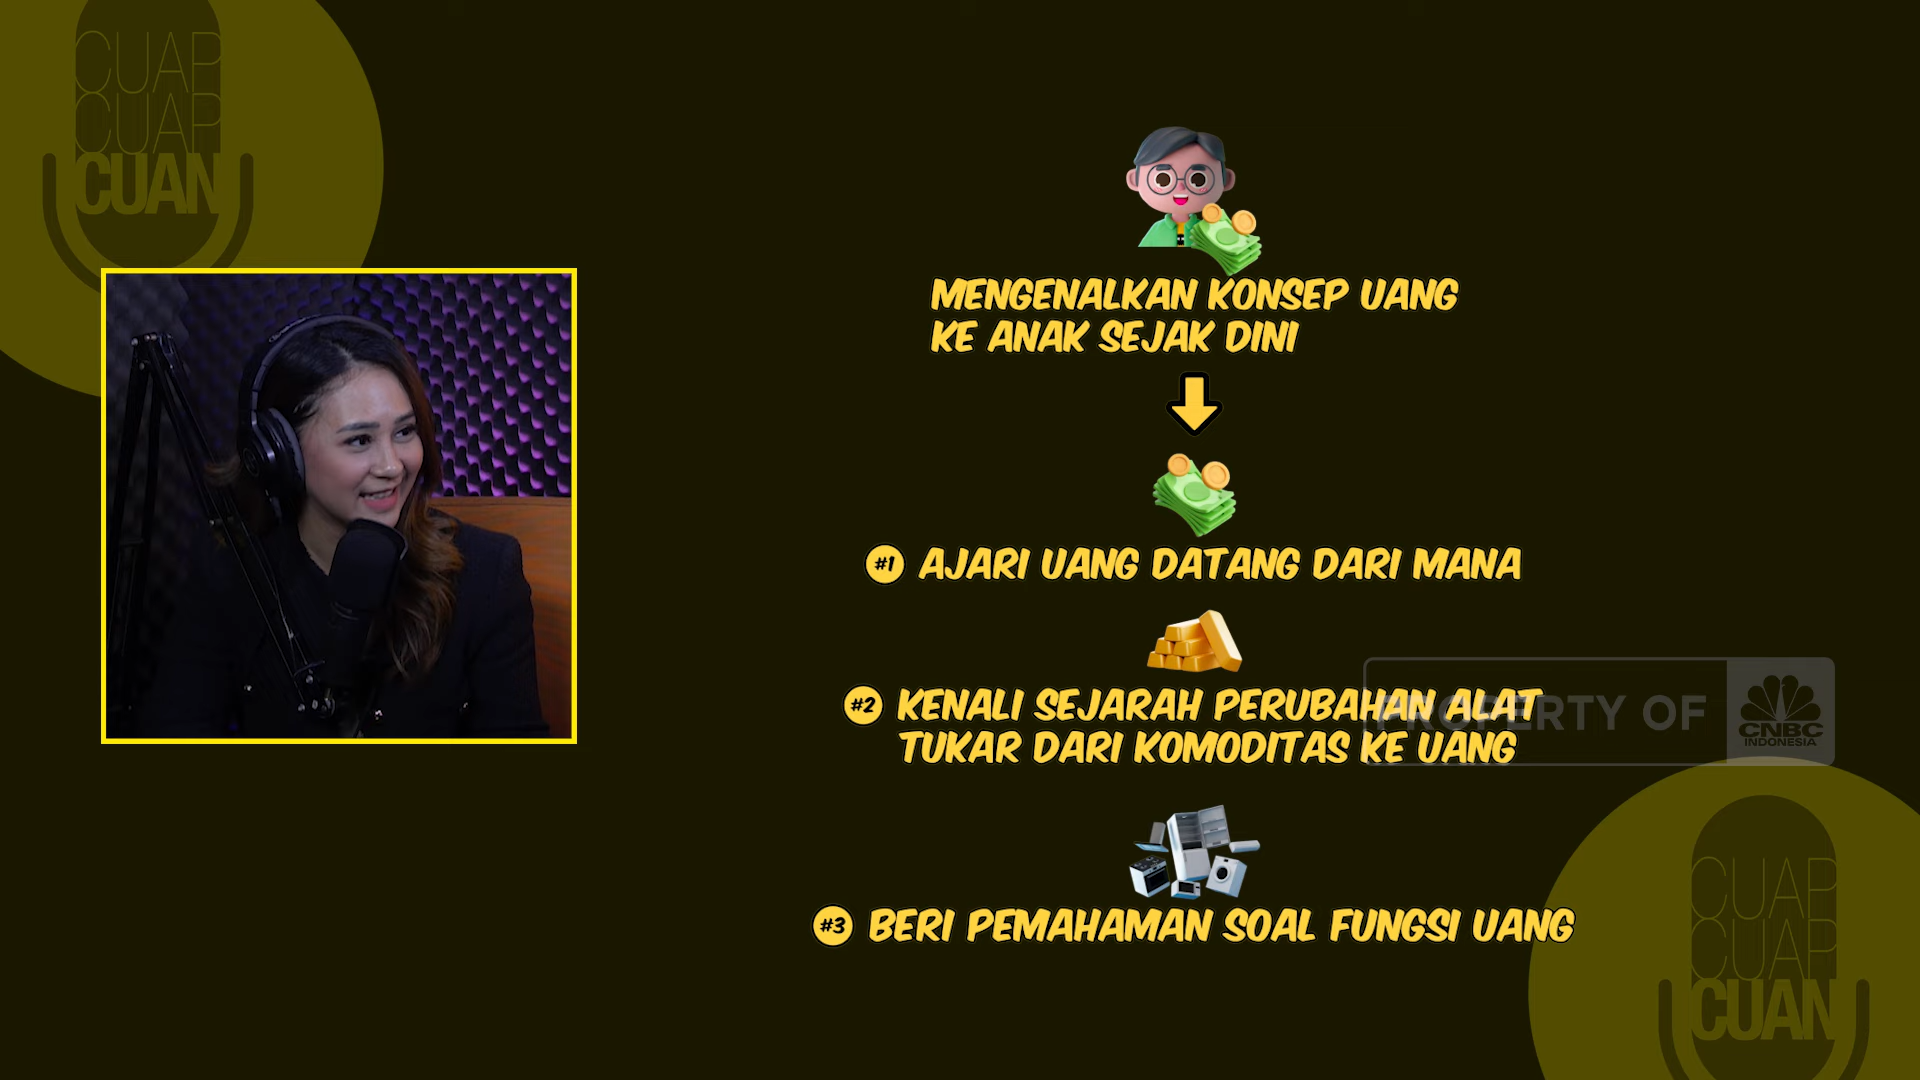 CUAP
CUAP
CUAN
MENGENALKAN KONSEP UANG
KE ANAK SEJAK DINI
#1 AJARI UANG DATANG DARI MANA
#2 KENALI SEJARAH PERUBAHAN ALAT
TUKAR DARI KOMODITAS KE UANG
PROPERTY OF
CNBC
INDONESIA
#3 BERI PEMAHAMAN SOAL FUNGSI UANG
CUAP
CUAP
CUAN